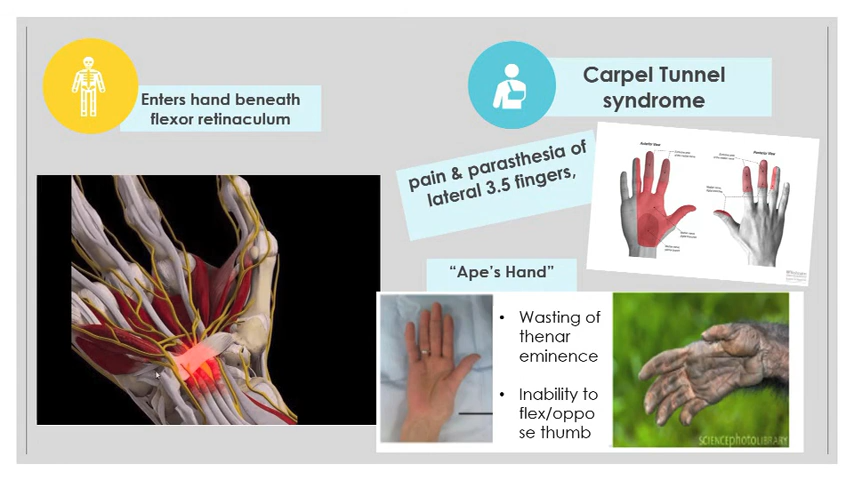 Enters hand beneath
flexor retinaculum
Carpel Tunnel
syndrome
pain & parasthesia of
lateral 3.5 fingers,
“Ape’s Hand”
• Wasting of
thenar
eminence
• Inability to
flex/oppo
se thumb
SCIENCEPHOTOLIBRARY